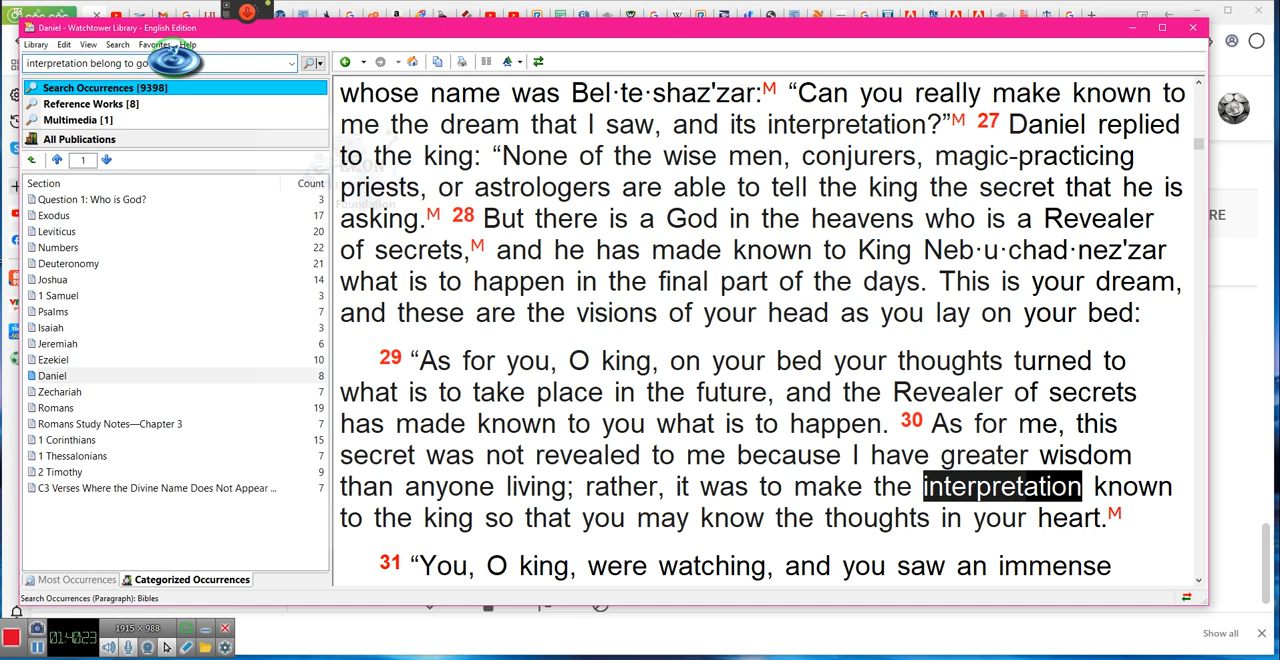 Daniel - Watchtower Library - English Edition
Library Edit View Search Favorites Help
interpretation belong to go
Search Occurrences [9398]
Reference Works [8]
Multimedia [1]
All Publications
1
Section Count
Question 1: Who is God? 3
Exodus 17
Leviticus 20
Numbers 22
Deuteronomy 21
Joshua 14
1 Samuel 3
Psalms 7
Isaiah 3
Jeremiah 6
Ezekiel 10
Daniel 8
Zechariah 7
Romans 19
Romans Study Notes—Chapter 3 7
1 Corinthians 15
1 Thessalonians 7
2 Timothy 9
C3 Verses Where the Divine Name Does Not Appear ... 7
Most Occurrences Categorized Occurrences
Search Occurrences (Paragraph): Bibles
whose name was Bel·te·shaz'zar:M “Can you really make known to
me the dream that I saw, and its interpretation?”M 27 Daniel replied
to the king: “None of the wise men, conjurers, magic-practicing
priests, or astrologers are able to tell the king the secret that he is
asking.M 28 But there is a God in the heavens who is a Revealer
of secrets,M and he has made known to King Neb·u·chad·nez'zar
what is to happen in the final part of the days. This is your dream,
and these are the visions of your head as you lay on your bed:
29 “As for you, O king, on your bed your thoughts turned to
what is to take place in the future, and the Revealer of secrets
has made known to you what is to happen. 30 As for me, this
secret was not revealed to me because I have greater wisdom
than anyone living; rather, it was to make the interpretation known
to the king so that you may know the thoughts in your heart.M
31 “You, O king, were watching, and you saw an immense
RE
Foundation
1915 x 988
01:40:23
Show all